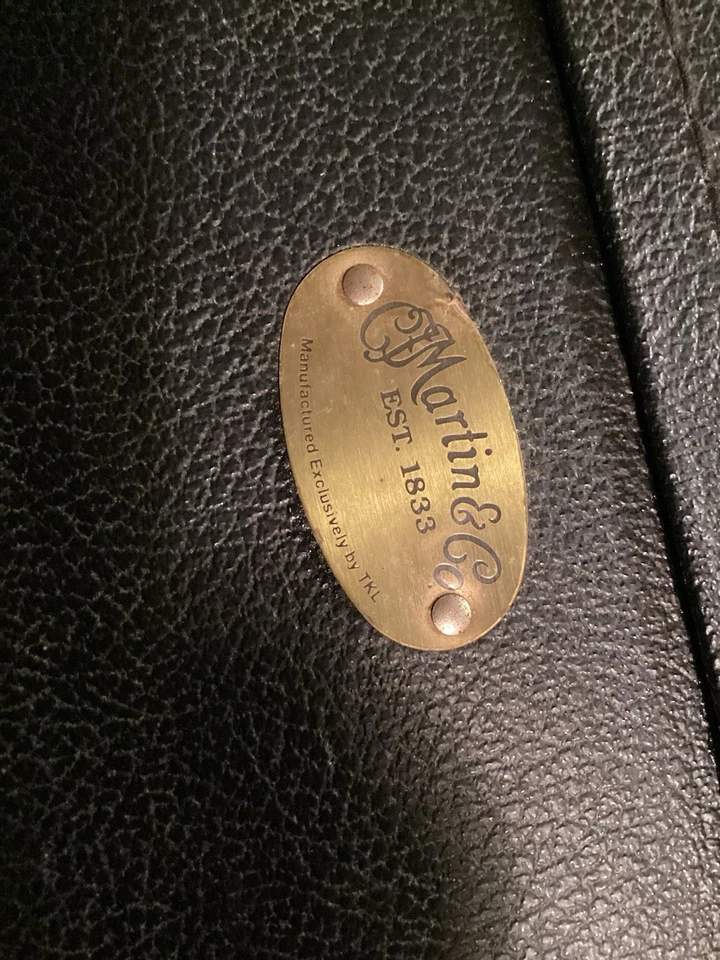 CFMartin & Co
EST. 1833
Manufactured Exclusively by TKL